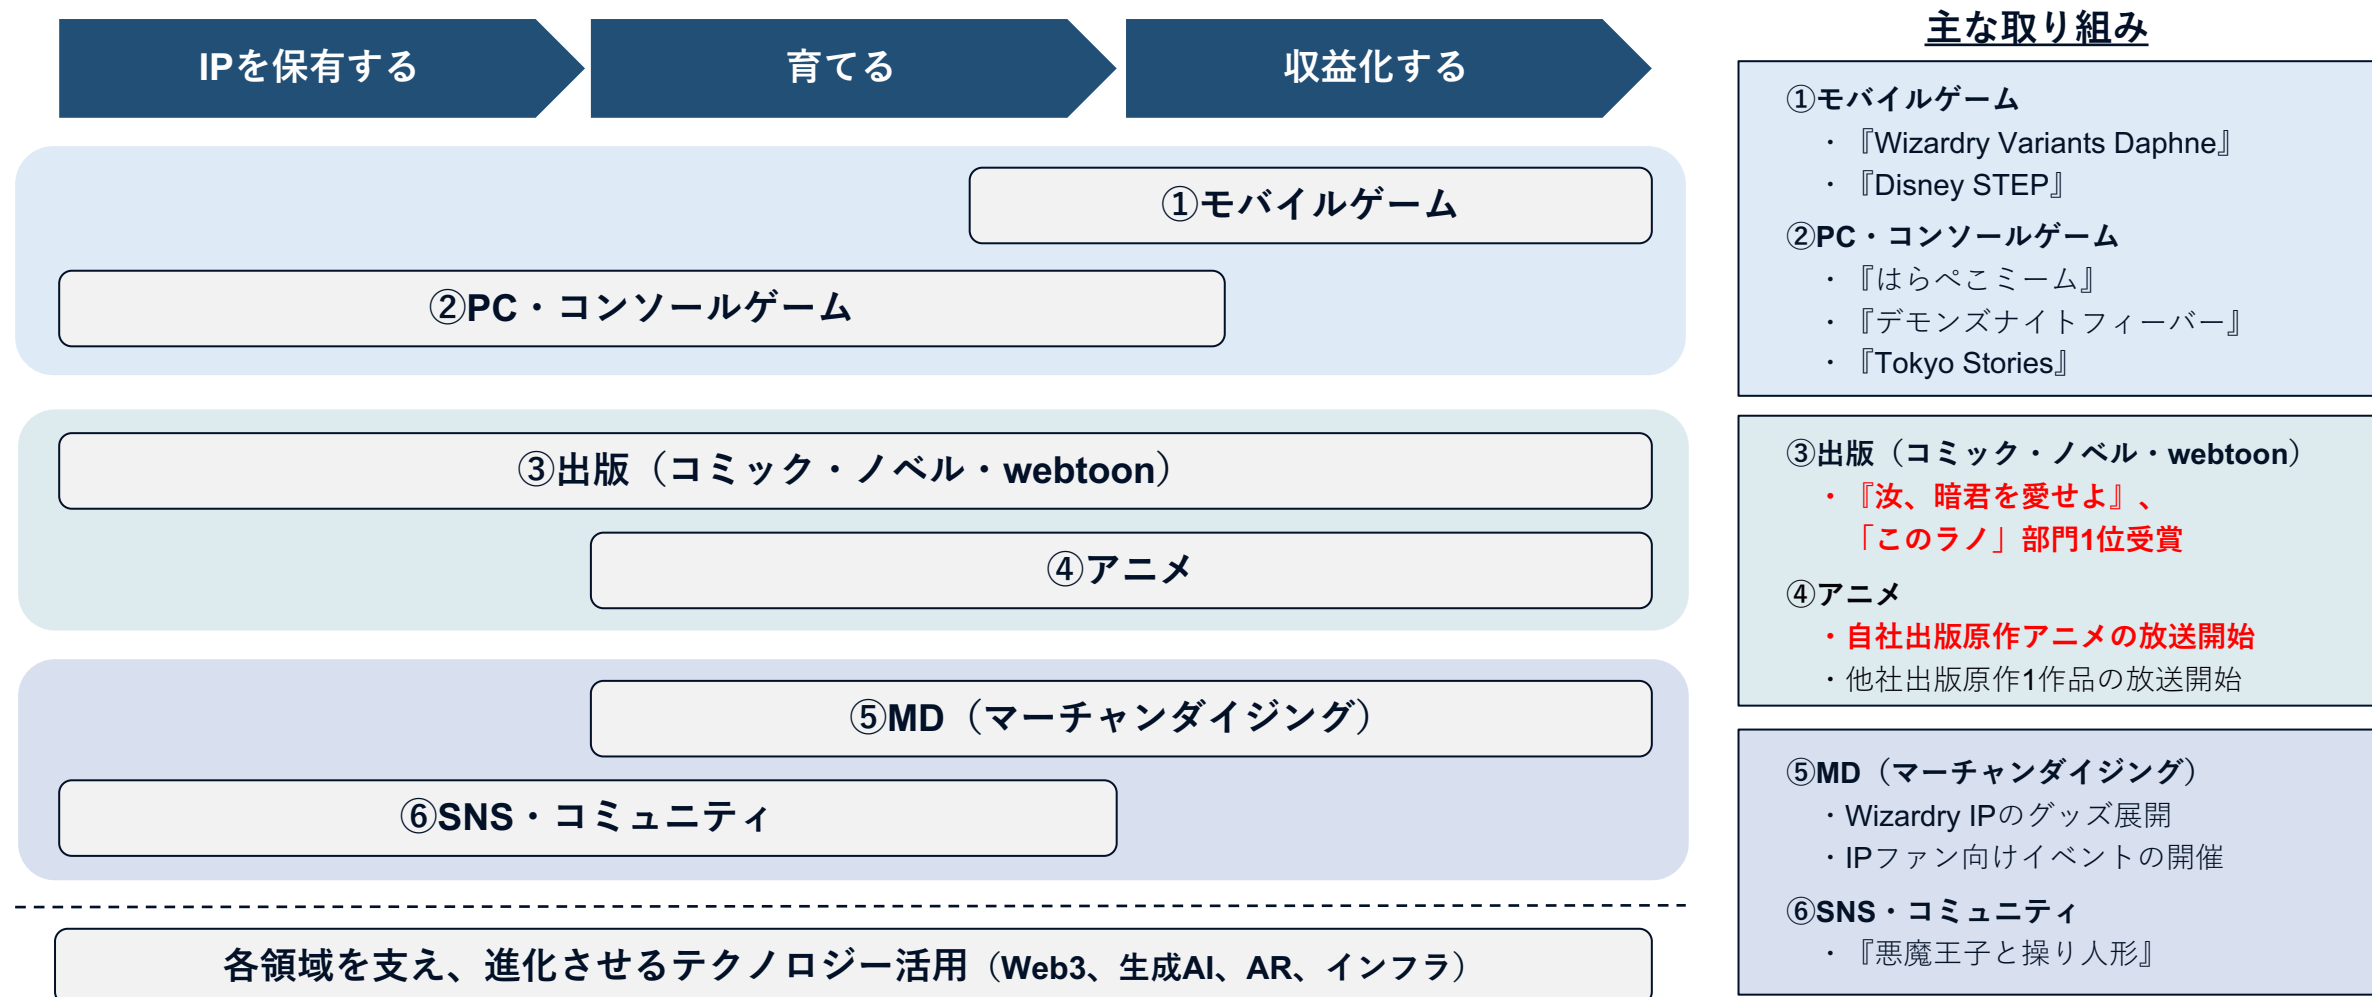 IPを保有する
育てる
収益化する
①モバイルゲーム
②PC・コンソールゲーム
③出版（コミック・ノベル・webtoon）
④アニメ
⑤MD（マーチャンダイジング）
⑥SNS・コミュニティ
各領域を支え、進化させるテクノロジー活用（Web3、生成AI、AR、インフラ）
主な取り組み
①モバイルゲーム
・『Wizardry Variants Daphne』
・『Disney STEP』
②PC・コンソールゲーム
・『はらぺこミーム』
・『デモンズナイトフィーバー』
・『Tokyo Stories』
③出版（コミック・ノベル・webtoon）
・『汝、暗君を愛せよ』、
「このラノ」部門1位受賞
④アニメ
・自社出版原作アニメの放送開始
・他社出版原作1作品の放送開始
⑤MD（マーチャンダイジング）
・Wizardry IPのグッズ展開
・IPファン向けイベントの開催
⑥SNS・コミュニティ
・『悪魔王子と操り人形』